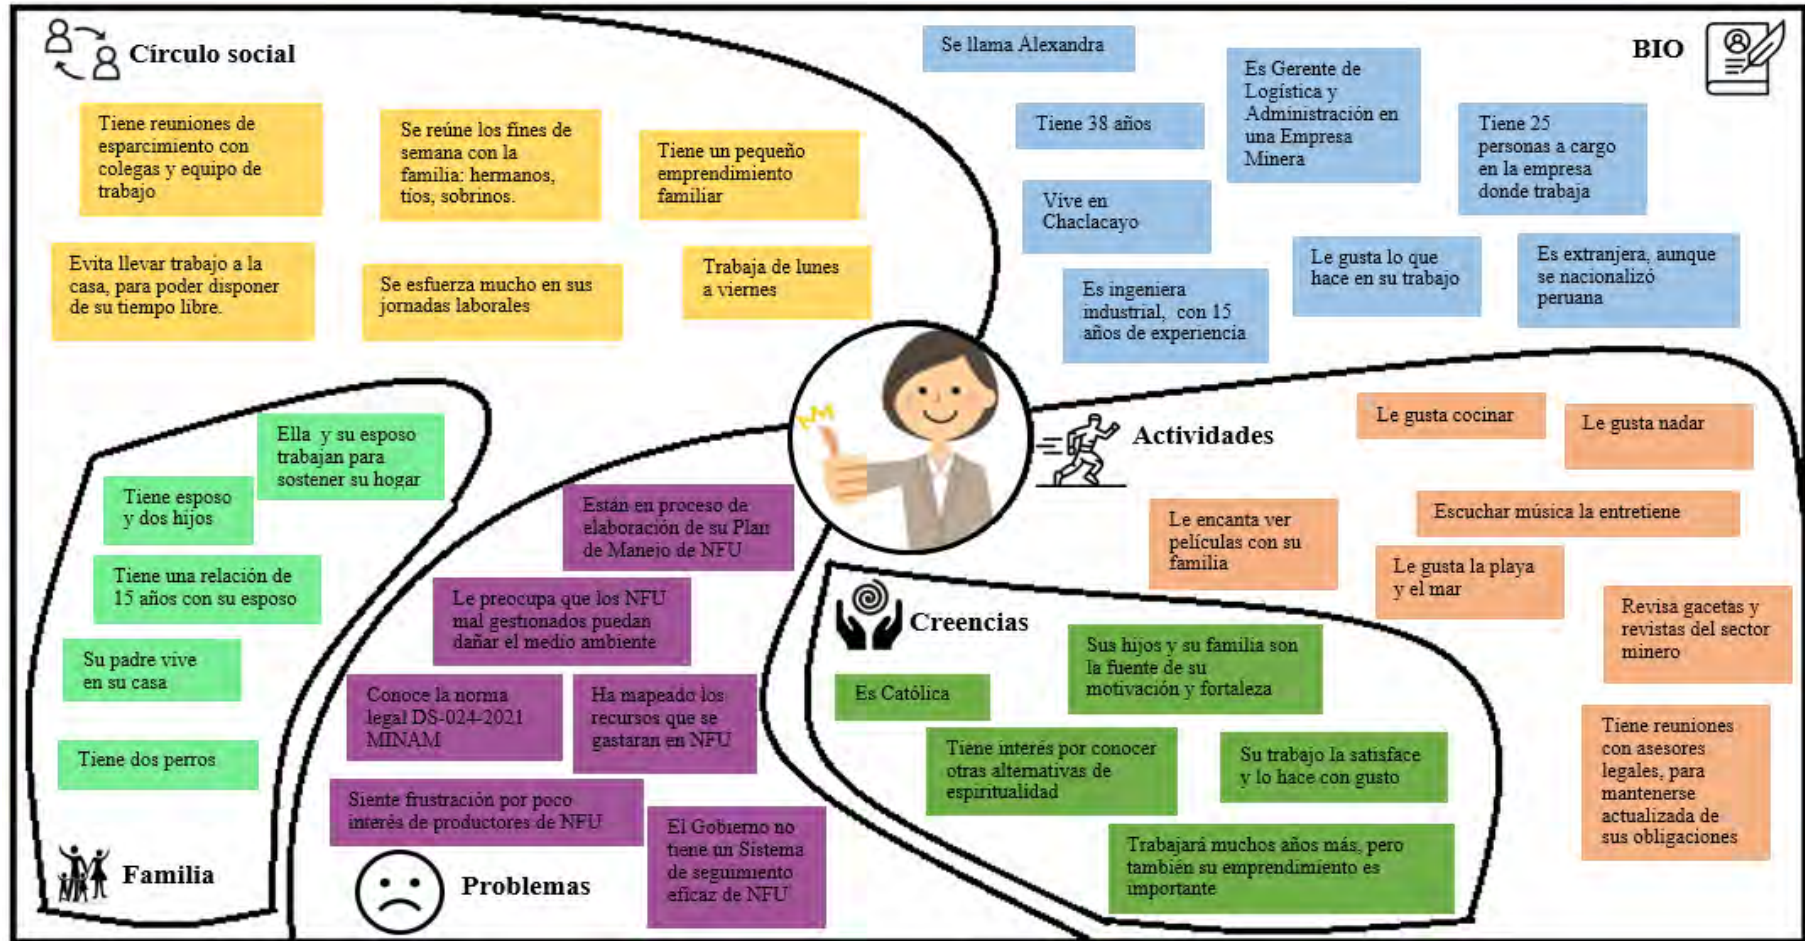 Círculo social
Tiene reuniones de
esparcimiento con
colegas y equipo de
trabajo
Se reúne los fines de
semana con la
familia: hermanos,
tíos, sobrinos.
Tiene un pequeño
emprendimiento
familiar
Evita llevar trabajo a la
casa, para poder disponer
de su tiempo libre.
Se esfuerza mucho en sus
jornadas laborales
Trabaja de lunes
a viernes
BIO
Se llama Alexandra
Es Gerente de
Logística y
Administración en
una Empresa
Minera
Tiene 38 años
Tiene 25
personas a cargo
en la empresa
donde trabaja
Vive en
Chaclacayo
Le gusta lo que
hace en su trabajo
Es extranjera, aunque
se nacionalizó
peruana
Es ingeniera
industrial, con 15
años de experiencia
Actividades
Le gusta cocinar
Le gusta nadar
Le encanta ver
películas con su
familia
Escuchar música la entretiene
Le gusta la playa
y el mar
Revisa gacetas y
revistas del sector
minero
Tiene reuniones
con asesores
legales, para
mantenerse
actualizada de
sus obligaciones
Ella y su esposo
trabajan para
sostener su hogar
Tiene esposo
y dos hijos
Tiene una relación de
15 años con su esposo
Su padre vive
en su casa
Tiene dos perros
Familia
Están en proceso de
elaboración de su Plan
de Manejo de NFU
Le preocupa que los NFU
mal gestionados puedan
dañar el medio ambiente
Conoce la norma
legal DS-024-2021
MINAM
Ha mapeado los
recursos que se
gastaran en NFU
Siente frustración por poco
interés de productores de NFU
El Gobierno no
tiene un Sistema
de seguimiento
eficaz de NFU
Problemas
Creencias
Sus hijos y su familia son
la fuente de su
motivación y fortaleza
Es Católica
Tiene interés por conocer
otras alternativas de
espiritualidad
Su trabajo la satisface
y lo hace con gusto
Trabajará muchos años más, pero
también su emprendimiento es
importante